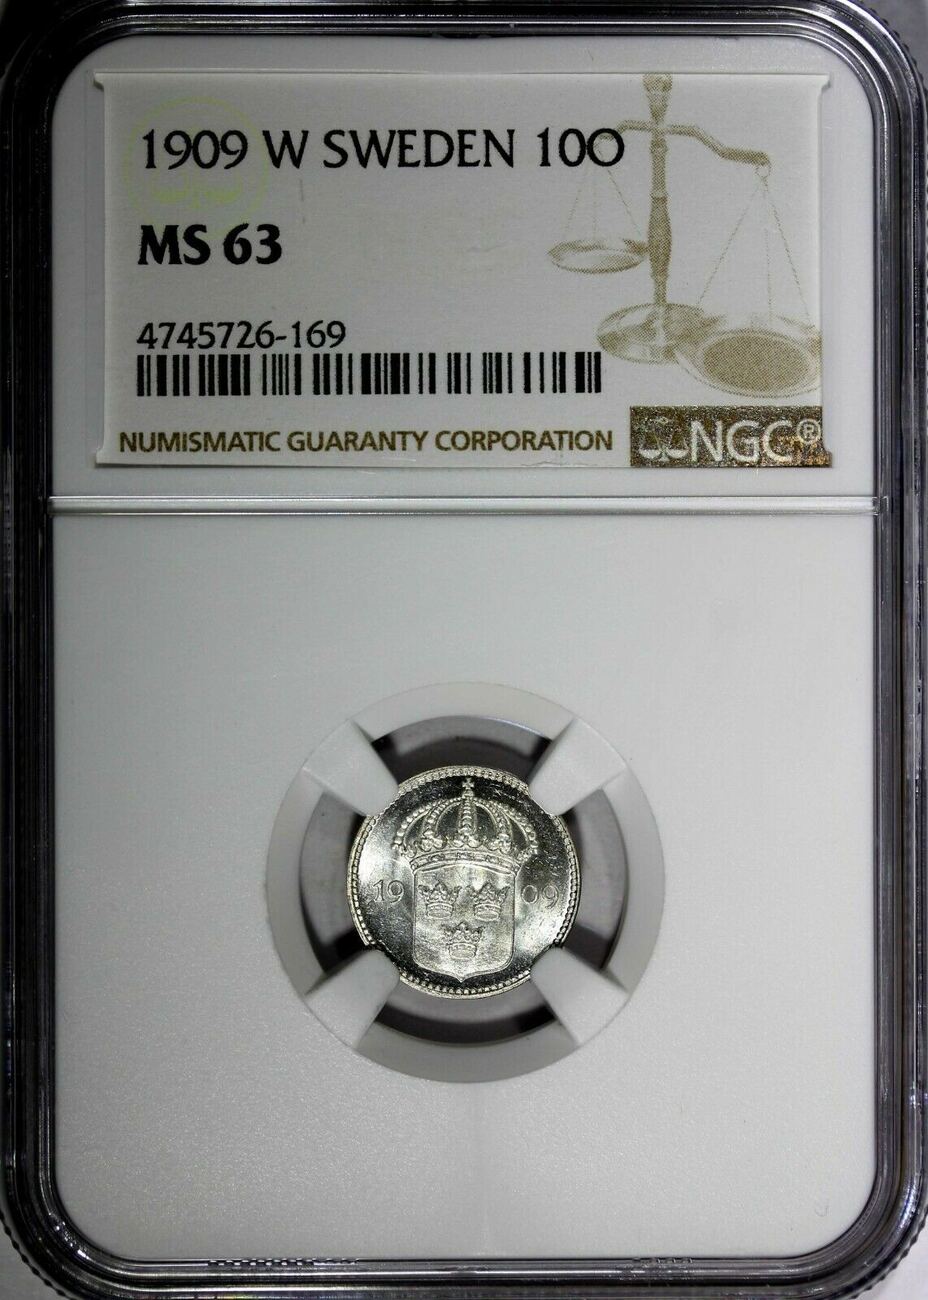 1909 W SWEDEN 10O
MS 63
4745726-169
NUMISMATIC GUARANTY CORPORATION
NGC®
19 09